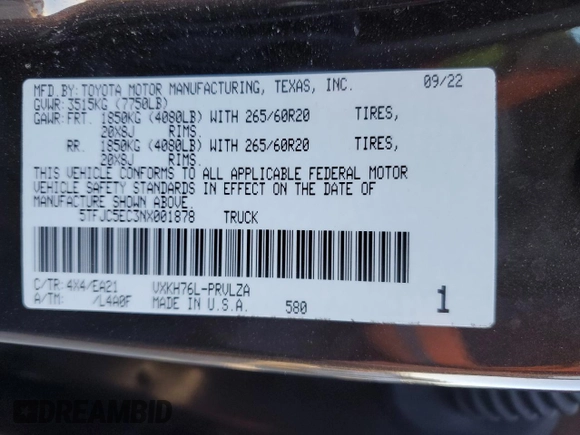 MFD.BY: TOYOTA MOTOR MANUFACTURING, TEXAS, INC. 09/22
GVWR: 3515KG (7750LB)
GAWR: FRT. 1850KG (4080LB) WITH 265/60R20 TIRES,
20X8J RIMS.
RR. 1850KG (4080LB) WITH 265/60R20 TIRES,
20X8J RIMS.
THIS VEHICLE CONFORMS TO ALL APPLICABLE FEDERAL MOTOR
VEHICLE SAFETY STANDARDS IN EFFECT ON THE DATE OF
MANUFACTURE SHOWN ABOVE.
5TFJC5EC3NX001878 TRUCK
C/TR: 4X4/EA21 VXKH76L-PRVLZA
A/TM: /L4A0F MADE IN U.S.A. 580 1
DREAMBID